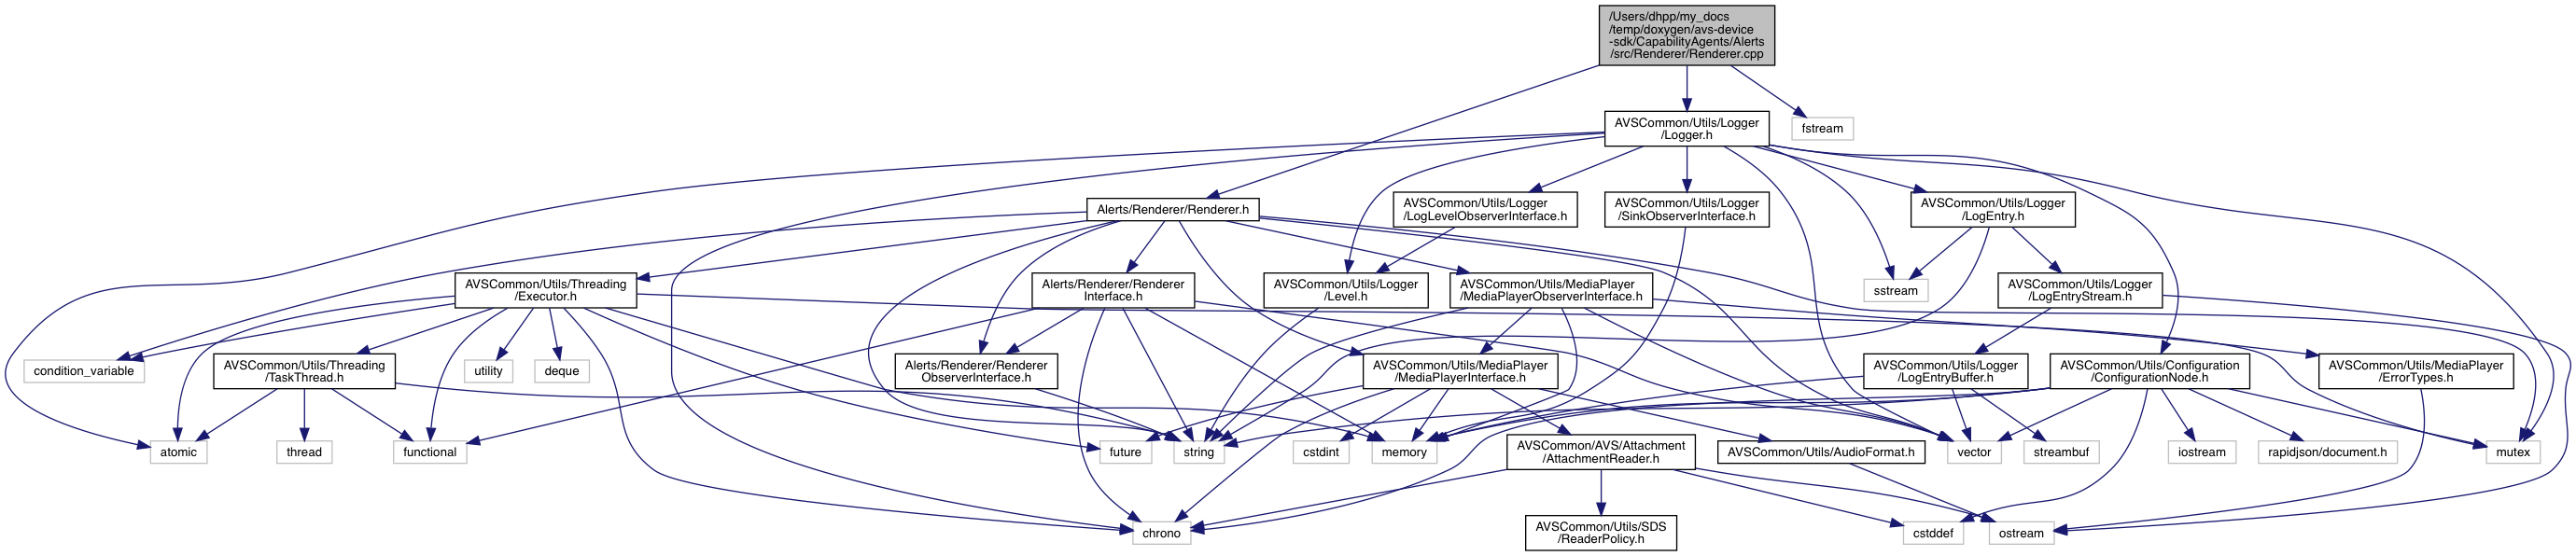 /Users/dhpp/my_docs
/temp/doxygen/avs-device
-sdk/CapabilityAgents/Alerts
/src/Renderer/Renderer.cpp
AVSCommon/Utils/Logger
/Logger.h
fstream
Alerts/Renderer/Renderer.h
AVSCommon/Utils/Logger
/LogLevelObserverInterface.h
AVSCommon/Utils/Logger
/SinkObserverInterface.h
AVSCommon/Utils/Logger
/LogEntry.h
AVSCommon/Utils/Threading
/Executor.h
Alerts/Renderer/Renderer
Interface.h
AVSCommon/Utils/Logger
/Level.h
AVSCommon/Utils/MediaPlayer
/MediaPlayerObserverInterface.h
sstream
AVSCommon/Utils/Logger
/LogEntryStream.h
condition_variable
AVSCommon/Utils/Threading
/TaskThread.h
utility
deque
Alerts/Renderer/Renderer
ObserverInterface.h
AVSCommon/Utils/MediaPlayer
/MediaPlayerInterface.h
AVSCommon/Utils/Logger
/LogEntryBuffer.h
AVSCommon/Utils/Configuration
/ConfigurationNode.h
AVSCommon/Utils/MediaPlayer
/ErrorTypes.h
atomic
thread
functional
future
string
cstdint
memory
AVSCommon/AVS/Attachment
/AttachmentReader.h
AVSCommon/Utils/AudioFormat.h
vector
streambuf
iostream
rapidjson/document.h
mutex
chrono
AVSCommon/Utils/SDS
/ReaderPolicy.h
cstddef
ostream